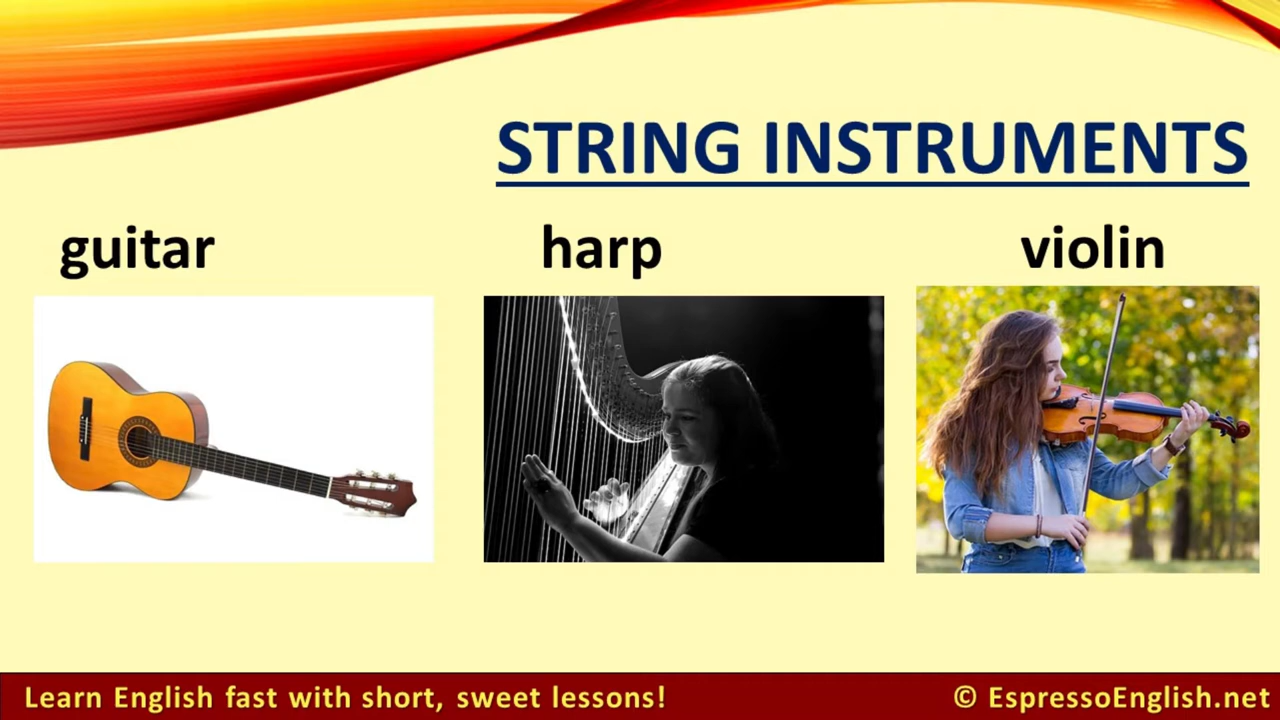 STRING INSTRUMENTS
guitar
harp
violin
Learn English fast with short, sweet lessons!
© EspressoEnglish.net